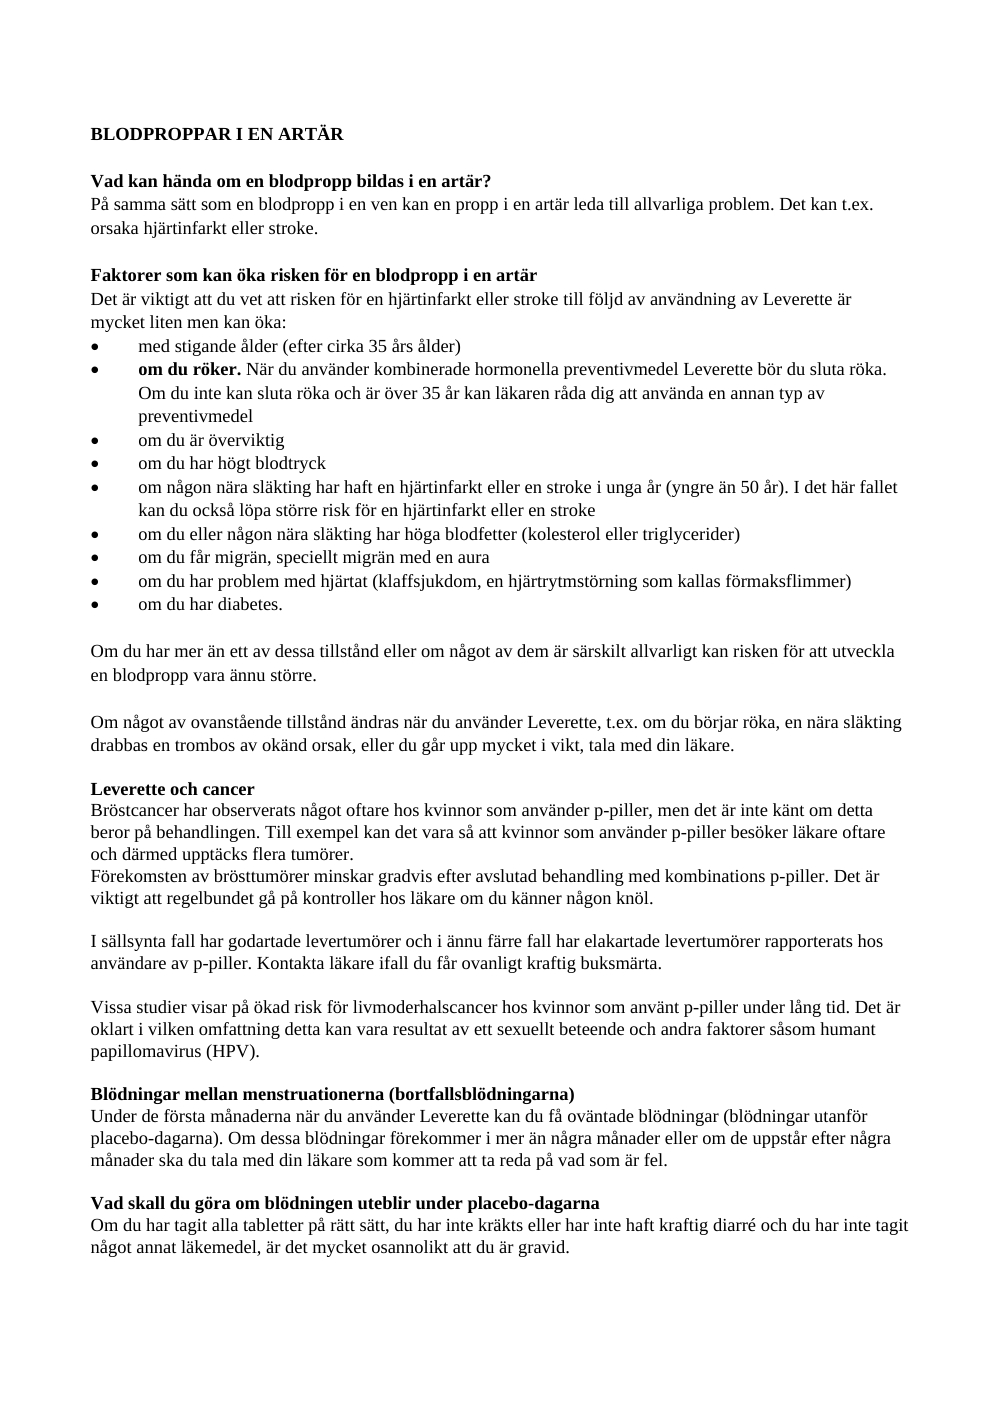 BLODPROPPAR I EN ARTÄR
Vad kan hända om en blodpropp bildas i en artär?
På samma sätt som en blodpropp i en ven kan en propp i en artär leda till allvarliga problem. Det kan t.ex.
orsaka hjärtinfarkt eller stroke.
Faktorer som kan öka risken för en blodpropp i en artär
Det är viktigt att du vet att risken för en hjärtinfarkt eller stroke till följd av användning av Leverette är
mycket liten men kan öka:
• med stigande ålder (efter cirka 35 års ålder)
• om du röker. När du använder kombinerade hormonella preventivmedel Leverette bör du sluta röka.
Om du inte kan sluta röka och är över 35 år kan läkaren råda dig att använda en annan typ av
preventivmedel
• om du är överviktig
• om du har högt blodtryck
• om någon nära släkting har haft en hjärtinfarkt eller en stroke i unga år (yngre än 50 år). I det här fallet
kan du också löpa större risk för en hjärtinfarkt eller en stroke
• om du eller någon nära släkting har höga blodfetter (kolesterol eller triglycerider)
• om du får migrän, speciellt migrän med en aura
• om du har problem med hjärtat (klaffsjukdom, en hjärtrytmstörning som kallas förmaksflimmer)
• om du har diabetes.
Om du har mer än ett av dessa tillstånd eller om något av dem är särskilt allvarligt kan risken för att utveckla
en blodpropp vara ännu större.
Om något av ovanstående tillstånd ändras när du använder Leverette, t.ex. om du börjar röka, en nära släkting
drabbas en trombos av okänd orsak, eller du går upp mycket i vikt, tala med din läkare.
Leverette och cancer
Bröstcancer har observerats något oftare hos kvinnor som använder p-piller, men det är inte känt om detta
beror på behandlingen. Till exempel kan det vara så att kvinnor som använder p-piller besöker läkare oftare
och därmed upptäcks flera tumörer.
Förekomsten av brösttumörer minskar gradvis efter avslutad behandling med kombinations p-piller. Det är
viktigt att regelbundet gå på kontroller hos läkare om du känner någon knöl.
I sällsynta fall har godartade levertumörer och i ännu färre fall har elakartade levertumörer rapporterats hos
användare av p-piller. Kontakta läkare ifall du får ovanligt kraftig buksmärta.
Vissa studier visar på ökad risk för livmoderhalscancer hos kvinnor som använt p-piller under lång tid. Det är
oklart i vilken omfattning detta kan vara resultat av ett sexuellt beteende och andra faktorer såsom humant
papillomavirus (HPV).
Blödningar mellan menstruationerna (bortfallsblödningarna)
Under de första månaderna när du använder Leverette kan du få oväntade blödningar (blödningar utanför
placebo-dagarna). Om dessa blödningar förekommer i mer än några månader eller om de uppstår efter några
månader ska du tala med din läkare som kommer att ta reda på vad som är fel.
Vad skall du göra om blödningen uteblir under placebo-dagarna
Om du har tagit alla tabletter på rätt sätt, du har inte kräkts eller har inte haft kraftig diarré och du har inte tagit
något annat läkemedel, är det mycket osannolikt att du är gravid.